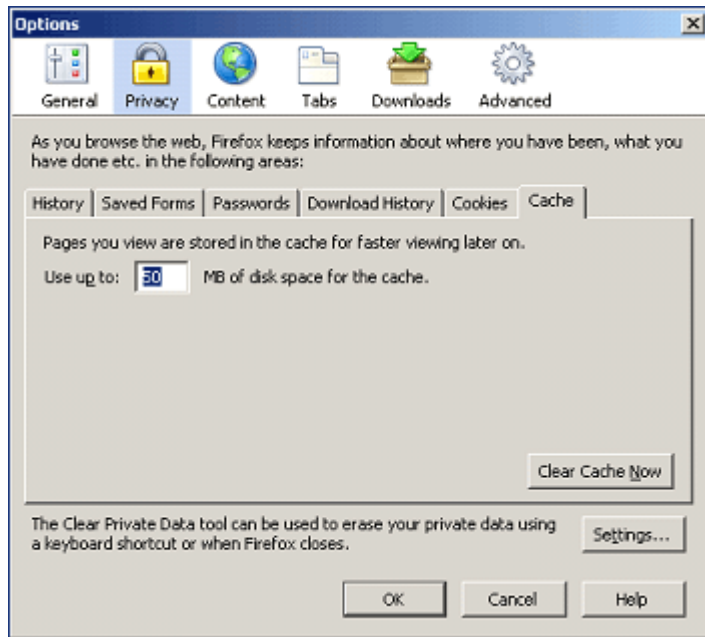 Options
General Privacy Content Tabs Downloads Advanced
As you browse the web, Firefox keeps information about where you have been, what you
have done etc. in the following areas:
History Saved Forms Passwords Download History Cookies Cache
Pages you view are stored in the cache for faster viewing later on.
Use up to: 50 MB of disk space for the cache.
Clear Cache Now
The Clear Private Data tool can be used to erase your private data using
a keyboard shortcut or when Firefox closes.
Settings...
OK Cancel Help